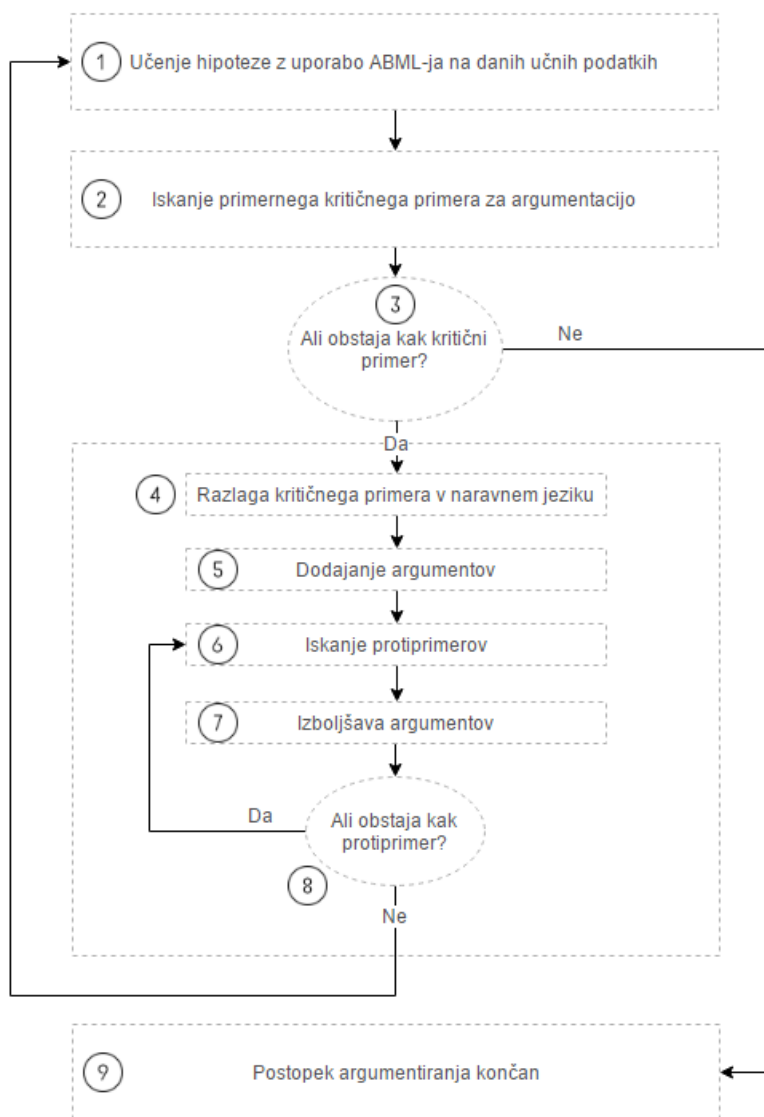 1 Učenje hipoteze z uporabo ABML-ja na danih učnih podatkih
2 Iskanje primernega kritičnega primera za argumentacijo
3
Ali obstaja kak kritični
primer?
Ne
Da
4 Razlaga kritičnega primera v naravnem jeziku
5 Dodajanje argumentov
6 Iskanje protiprimerov
7 Izboljšava argumentov
Da
Ali obstaja kak
protiprimer?
8
Ne
9 Postopek argumentiranja končan